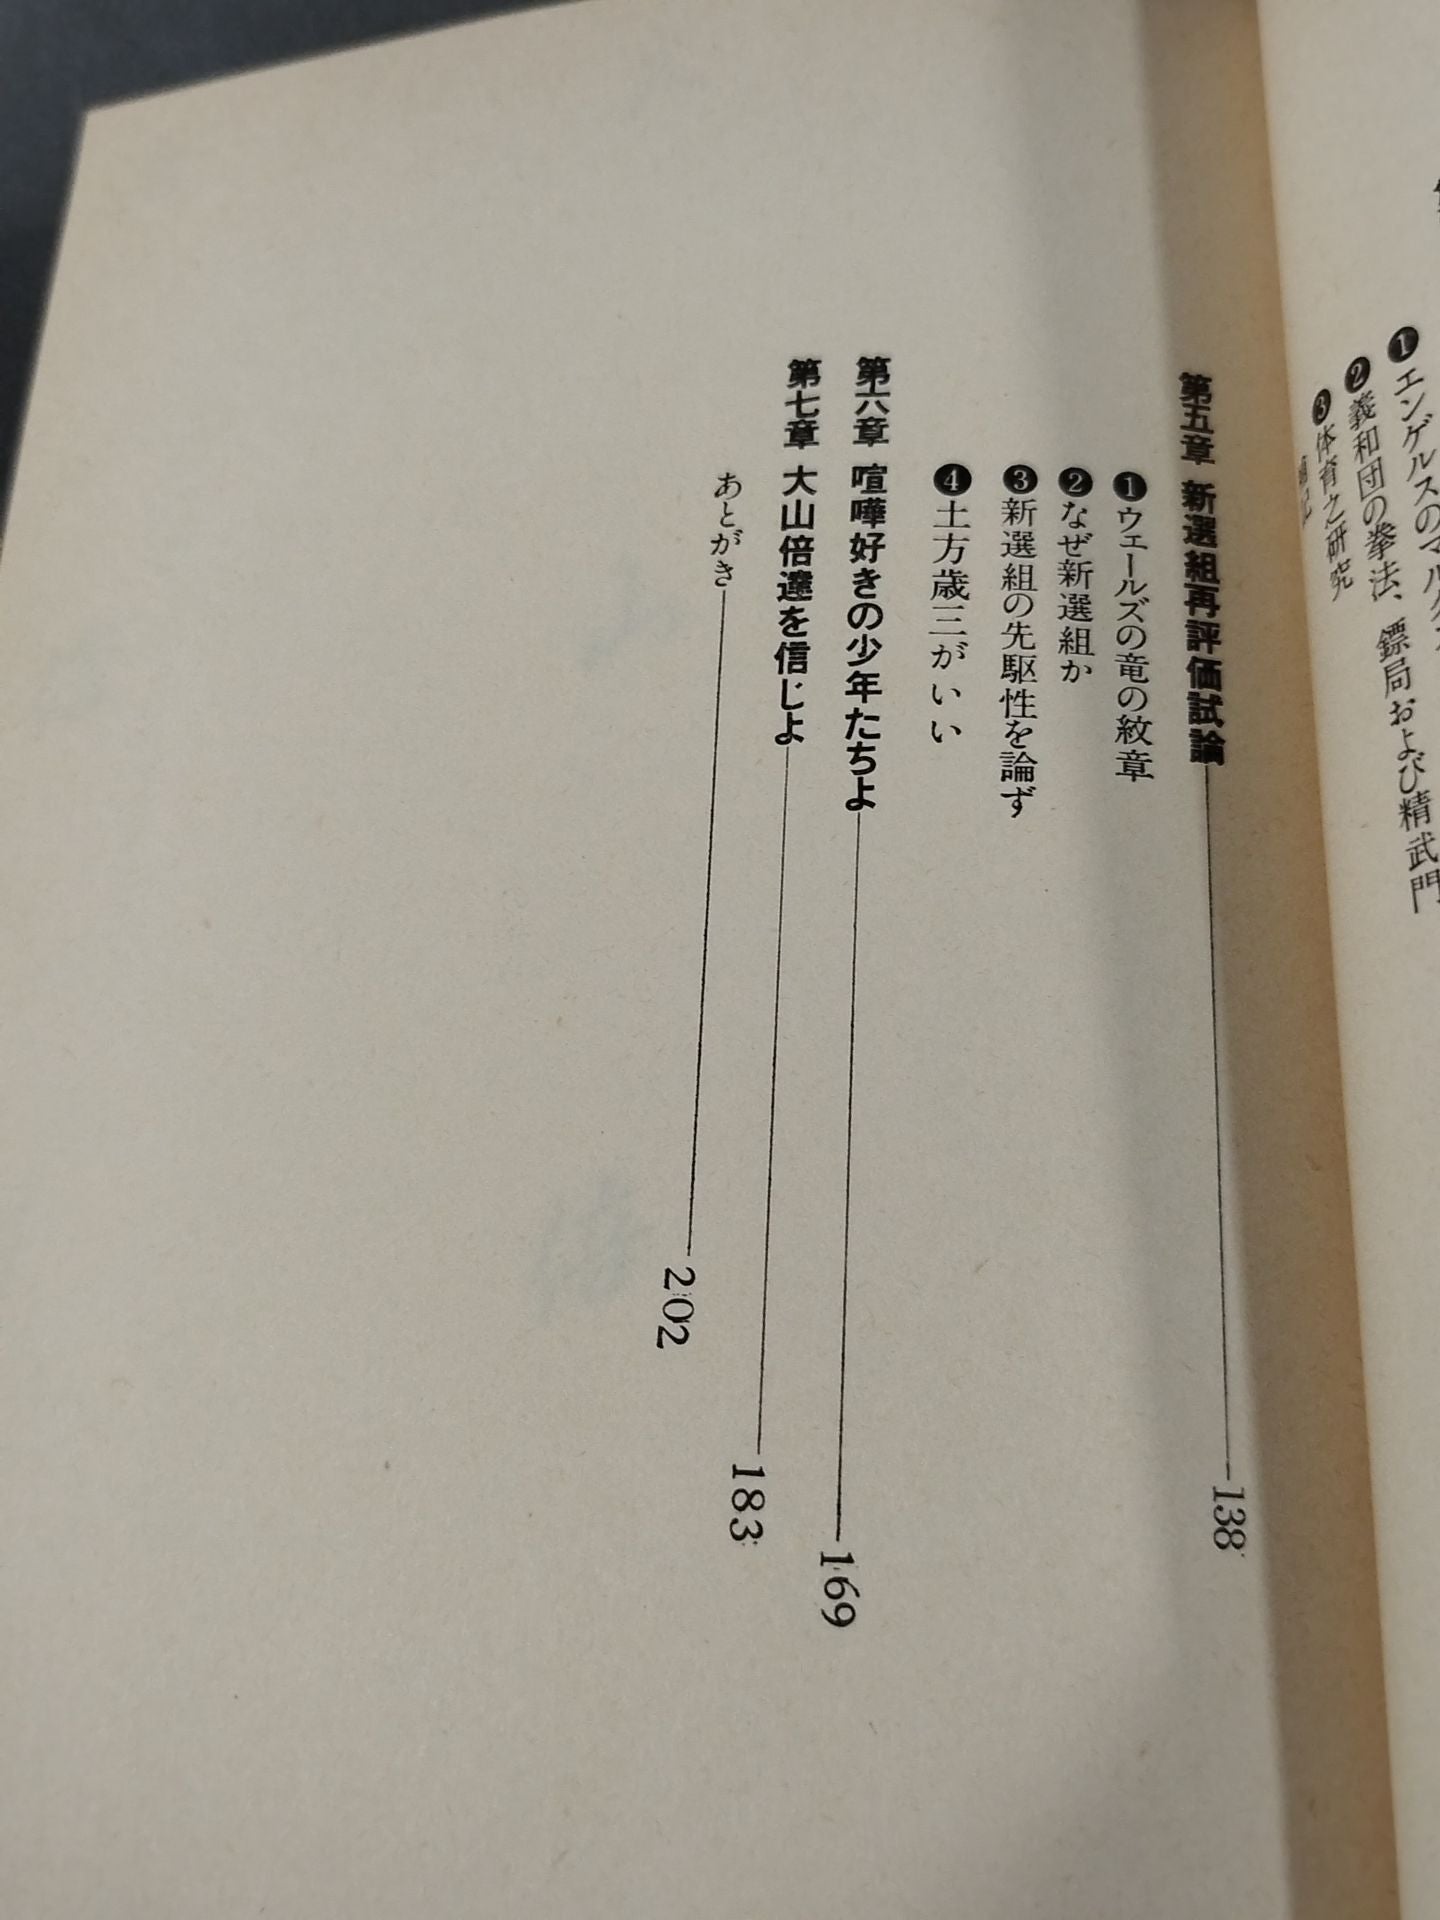 ❶エンゲルスのマル
❷義和団の拳法、鏢局および精武門
❸体育之研究
第五章 新選組再評価試論 138
❶ウェールズの竜の紋章
❷なぜ新選組か
❸新選組の先駆性を論ず
❹土方歳三がいい
第六章 喧嘩好きの少年たちよ 169
第七章 大山倍達を信じよ 183
あとがき 202